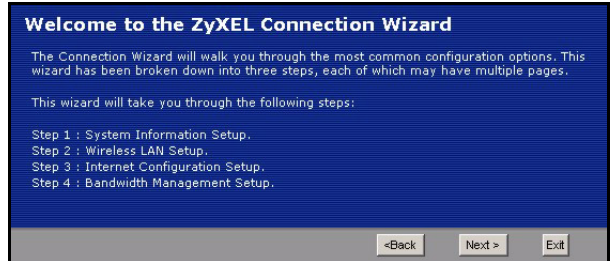 Welcome to the ZyXEL Connection Wizard
The Connection Wizard will walk you through the most common configuration options. This
wizard has been broken down into three steps, each of which may have multiple pages.
This wizard will take you through the following steps:
Step 1 : System Information Setup.
Step 2 : Wireless LAN Setup.
Step 3 : Internet Configuration Setup.
Step 4 : Bandwidth Management Setup.
<Back Next > Exit